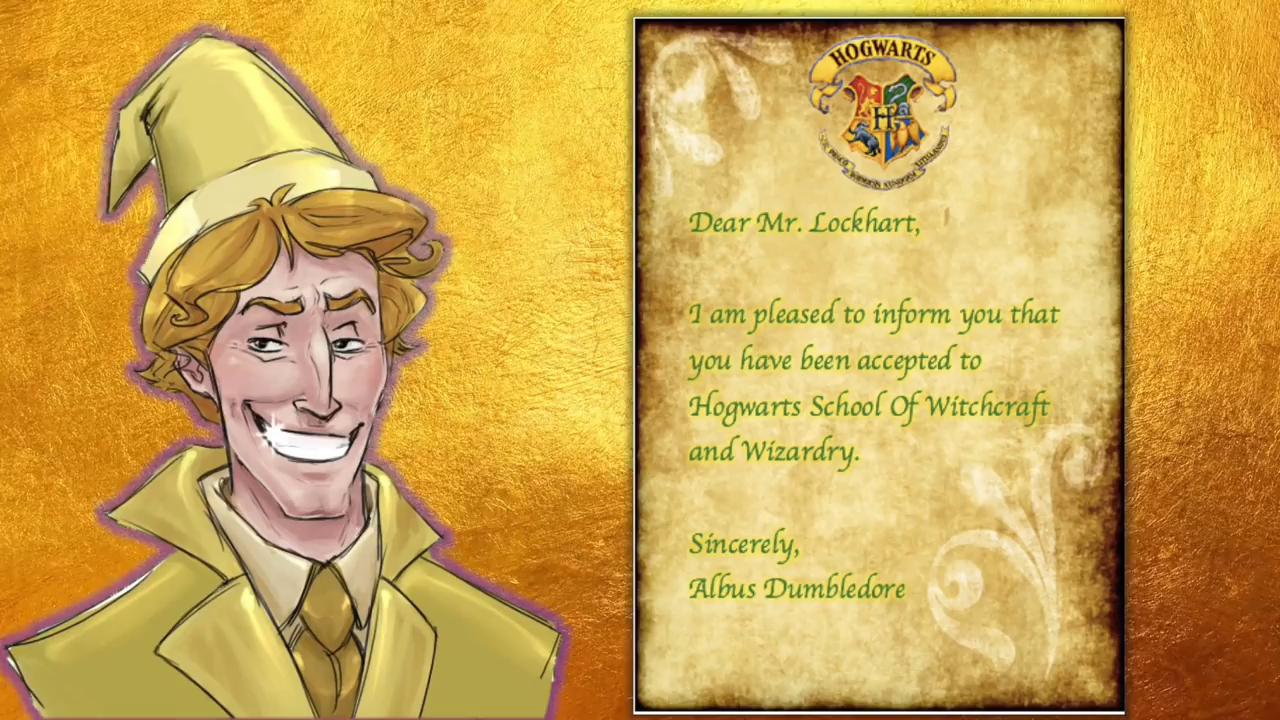 HOGWARTS
H
Dear Mr. Lockhart,
I am pleased to inform you that
you have been accepted to
Hogwarts School Of Witchcraft
and Wizardry.
Sincerely,
Albus Dumbledore